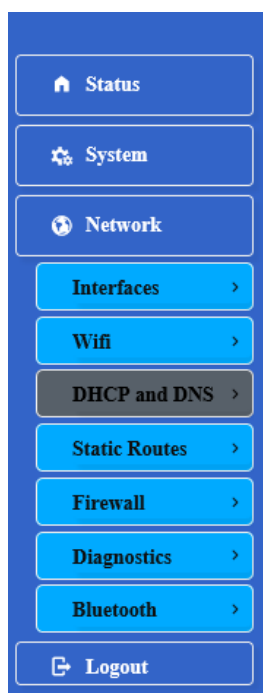 Status
System
Network
Interfaces
Wifi
DHCP and DNS
Static Routes
Firewall
Diagnostics
Bluetooth
Logout